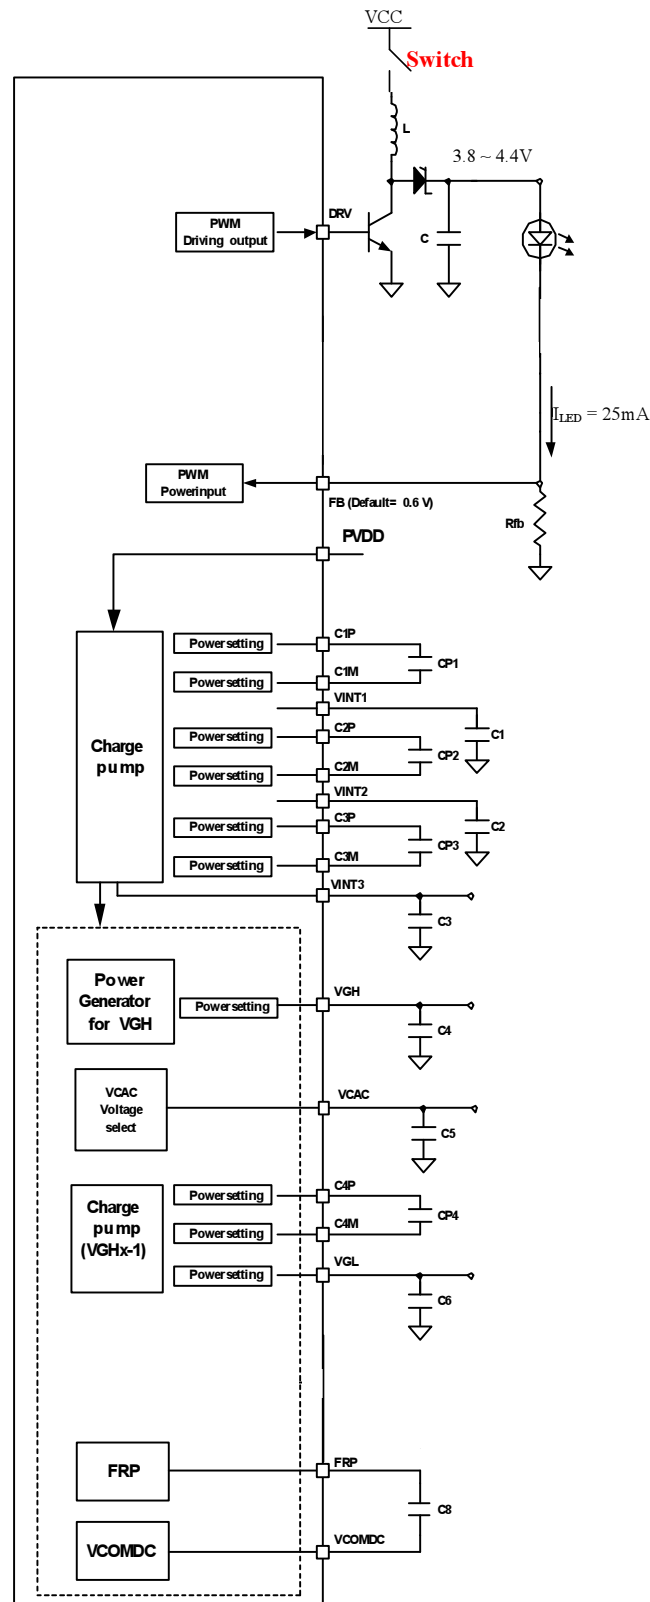 VCC
Switch
L
3.8 ~ 4.4V
DRV
PWM
Driving output
C
I_LED = 25mA
PWM
Powerinput
FB (Default= 0.6 V)
Rfb
PVDD
Charge
pump
Powersetting
C1P
CP1
Powersetting
C1M
VINT1
C1
Powersetting
C2P
CP2
Powersetting
C2M
VINT2
C2
Powersetting
C3P
CP3
Powersetting
C3M
VINT3
C3
Power
Generator
for VGH
Powersetting
VGH
C4
VCAC
Voltage
select
VCAC
C5
Charge
pump
(VGHx-1)
Powersetting
C4P
CP4
Powersetting
C4M
Powersetting
VGL
C6
FRP
FRP
C8
VCOMDC
VCOMDC